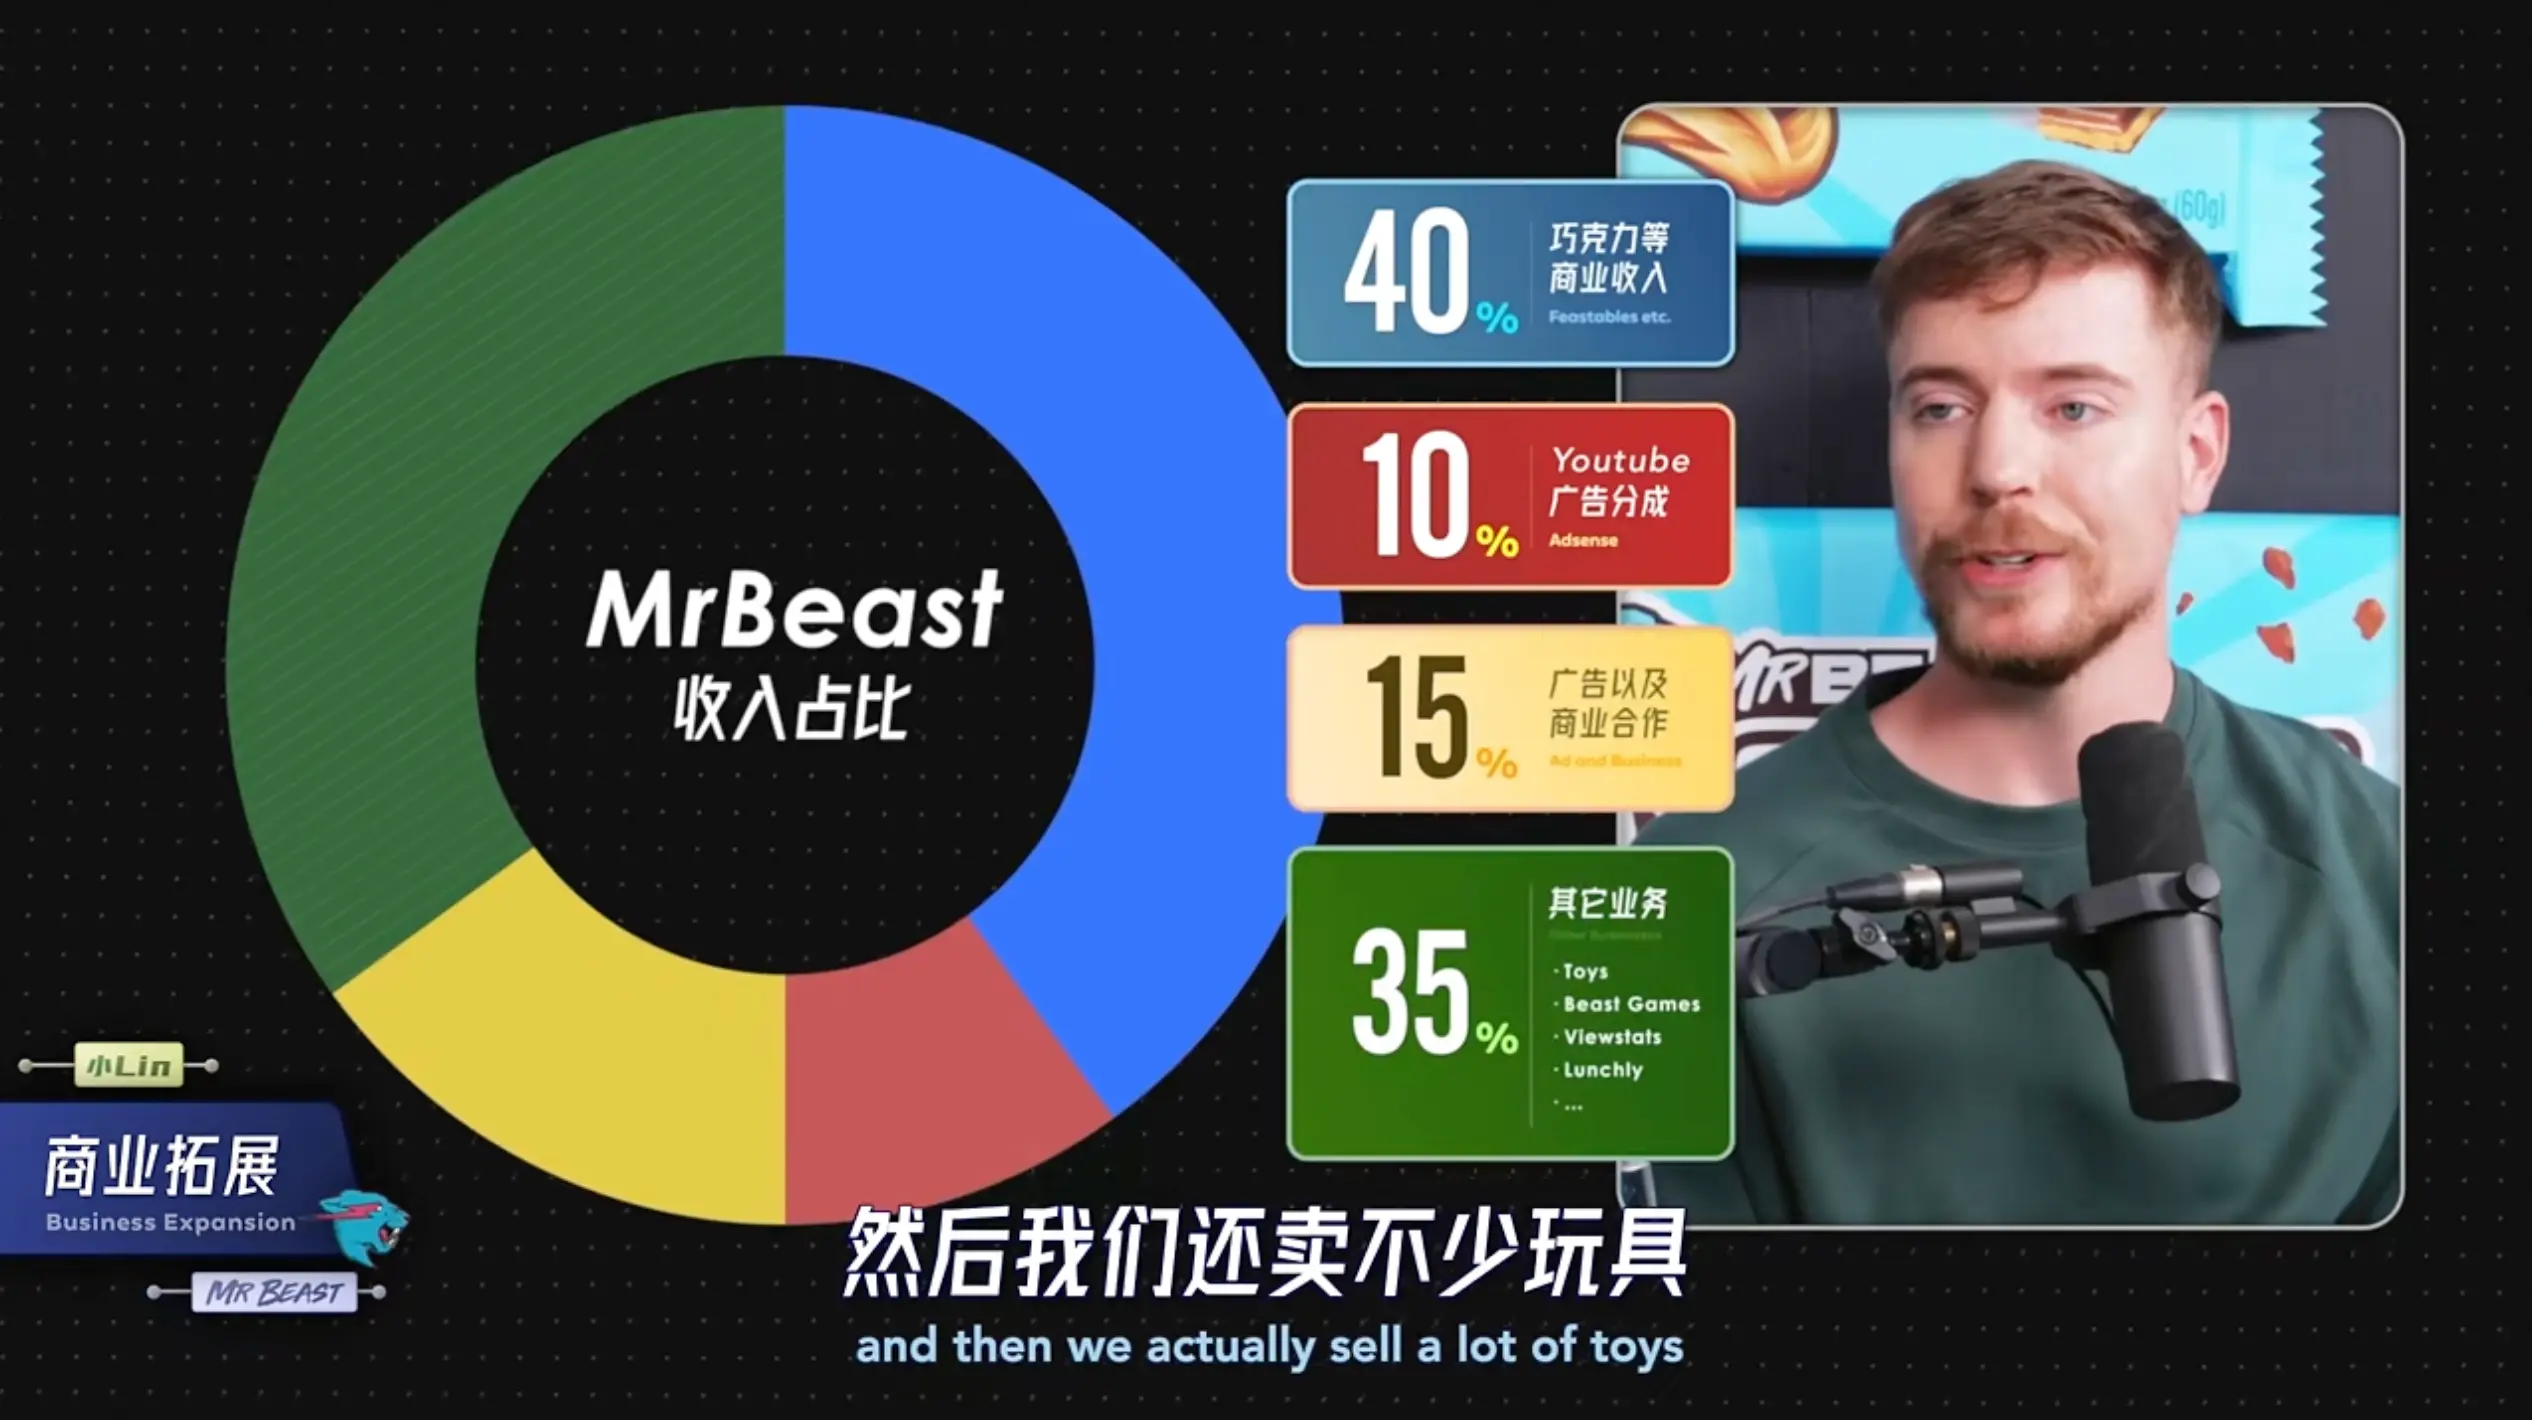 (60g)
40%
巧克力等
商业收入
Feastables etc.
10%
Youtube
广告分成
Adsense
MrBeast
收入占比
15%
广告以及
商业合作
Ad and Business
35%
其它业务
Other Businesses
· Toys
· Beast Games
· Viewstats
· Lunchly
· ...
小Lin
商业拓展
Business Expansion
MR BEAST
然后我们还卖不少玩具
and then we actually sell a lot of toys